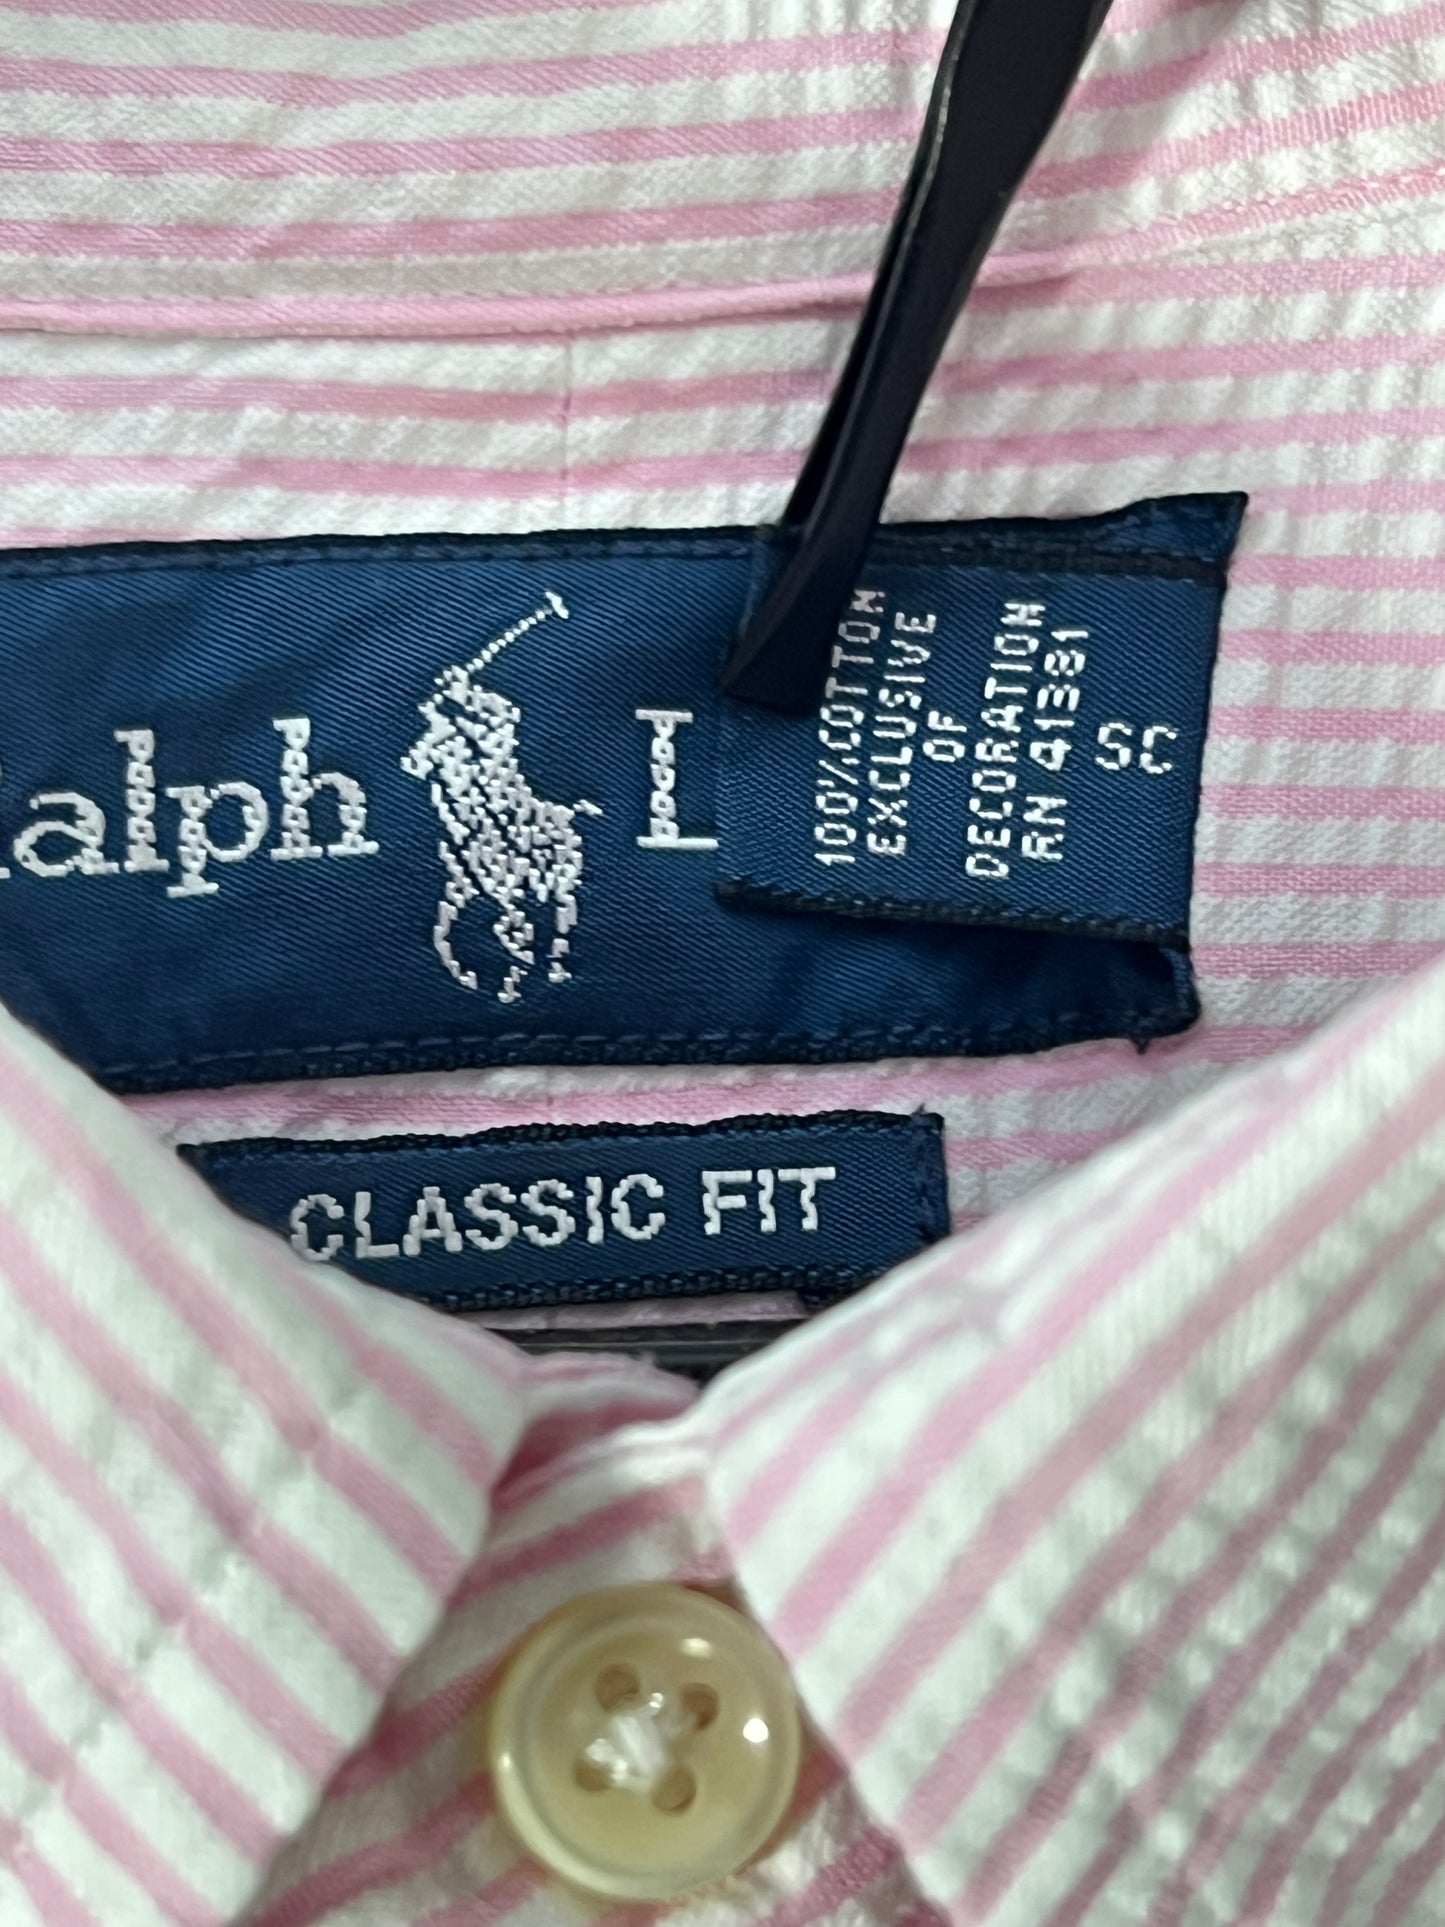 Ralph L
100% COTTON
EXCLUSIVE
OF
DECORATION
RN 41381
SC
CLASSIC FIT